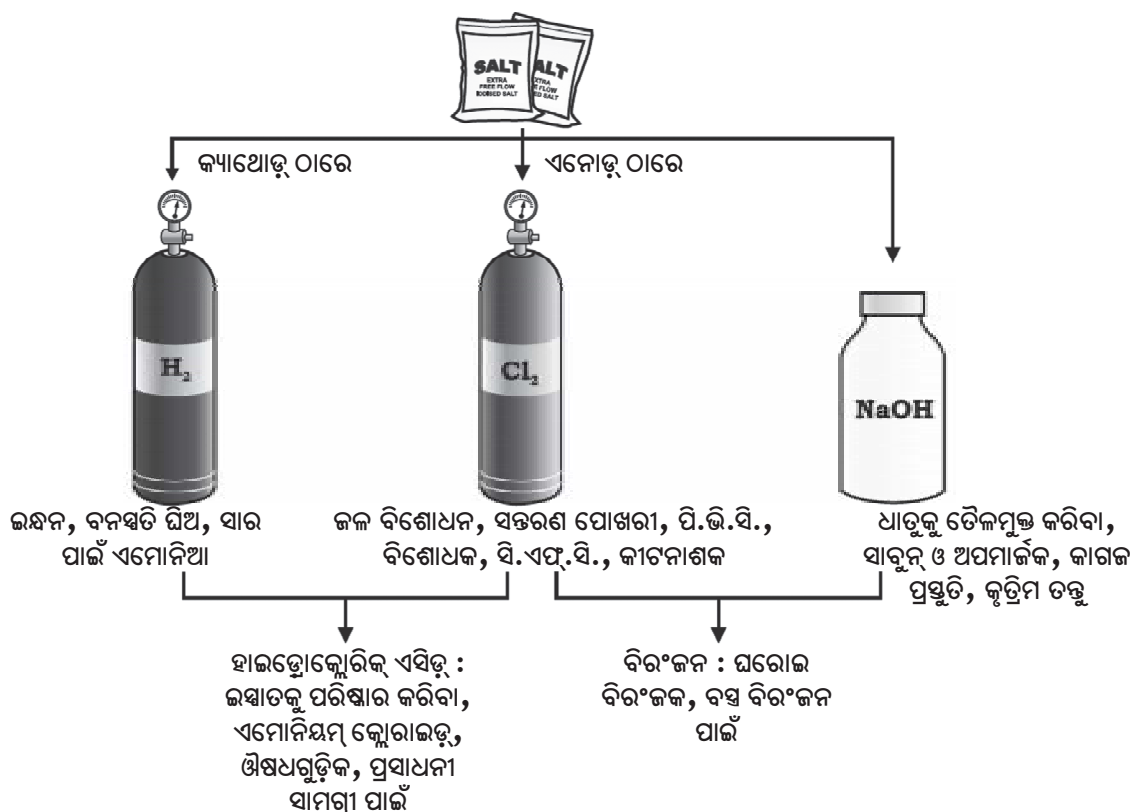 SALT
EXTRA
FREE FLOW
IODISED SALT
ALT
EXTRA
FLOW
ED SALT
କ୍ୟାଥୋଡ୍ ଠାରେ
ଏନୋଡ୍ ଠାରେ
H₂
Cl₂
NaOH
ଇନ୍ଧନ, ବନସ୍ପତି ଘିଅ, ସାର
ପାଇଁ ଏମୋନିଆ
ଜଳ ବିଶୋଧନ, ସନ୍ତରଣ ପୋଖରୀ, ପି.ଭି.ସି.,
ବିଶୋଧକ, ସି.ଏଫ୍.ସି., କୀଟନାଶକ
ଧାତୁକୁ ତୈଳମୁକ୍ତ କରିବା,
ସାବୁନ୍ ଓ ଅପମାର୍ଜକ, କାଗଜ
ପ୍ରସ୍ତୁତି, କୃତ୍ରିମ ତନ୍ତୁ
ହାଇଡ୍ରୋକ୍ଲୋରିକ୍ ଏସିଡ୍ :
ଇସ୍ପାତକୁ ପରିଷ୍କାର କରିବା,
ଏମୋନିୟମ୍ କ୍ଲୋରାଇଡ୍,
ଔଷଧଗୁଡ଼ିକ, ପ୍ରସାଧନୀ
ସାମଗ୍ରୀ ପାଇଁ
ବିରଂଜନ : ଘରୋଇ
ବିରଂଜକ, ବସ୍ତ୍ର ବିରଂଜନ
ପାଇଁ